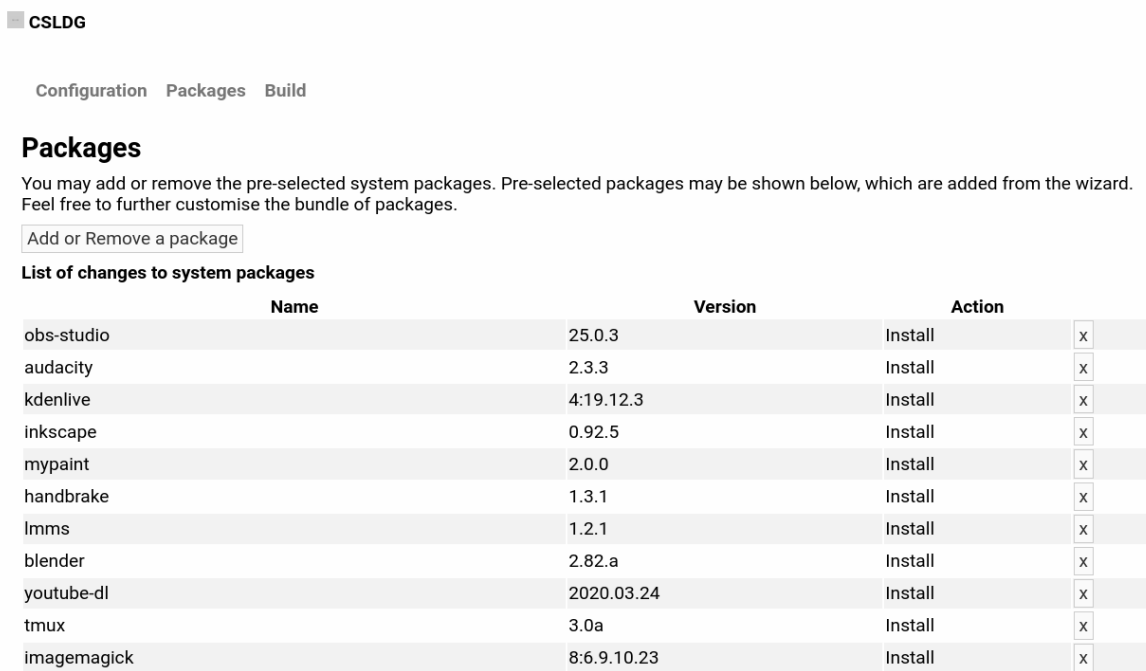 CSLDG
Configuration Packages Build
Packages
You may add or remove the pre-selected system packages. Pre-selected packages may be shown below, which are added from the wizard.
Feel free to further customise the bundle of packages.
Add or Remove a package
List of changes to system packages
Name Version Action
obs-studio 25.0.3 Install x
audacity 2.3.3 Install x
kdenlive 4:19.12.3 Install x
inkscape 0.92.5 Install x
mypaint 2.0.0 Install x
handbrake 1.3.1 Install x
lmms 1.2.1 Install x
blender 2.82.a Install x
youtube-dl 2020.03.24 Install x
tmux 3.0a Install x
imagemagick 8:6.9.10.23 Install x